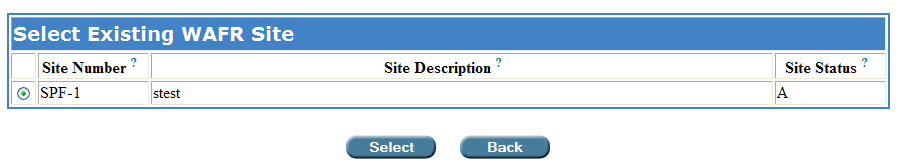 Select Existing WAFR Site
Site Number ? Site Description ? Site Status ?
SPF-1 stest A
Select Back